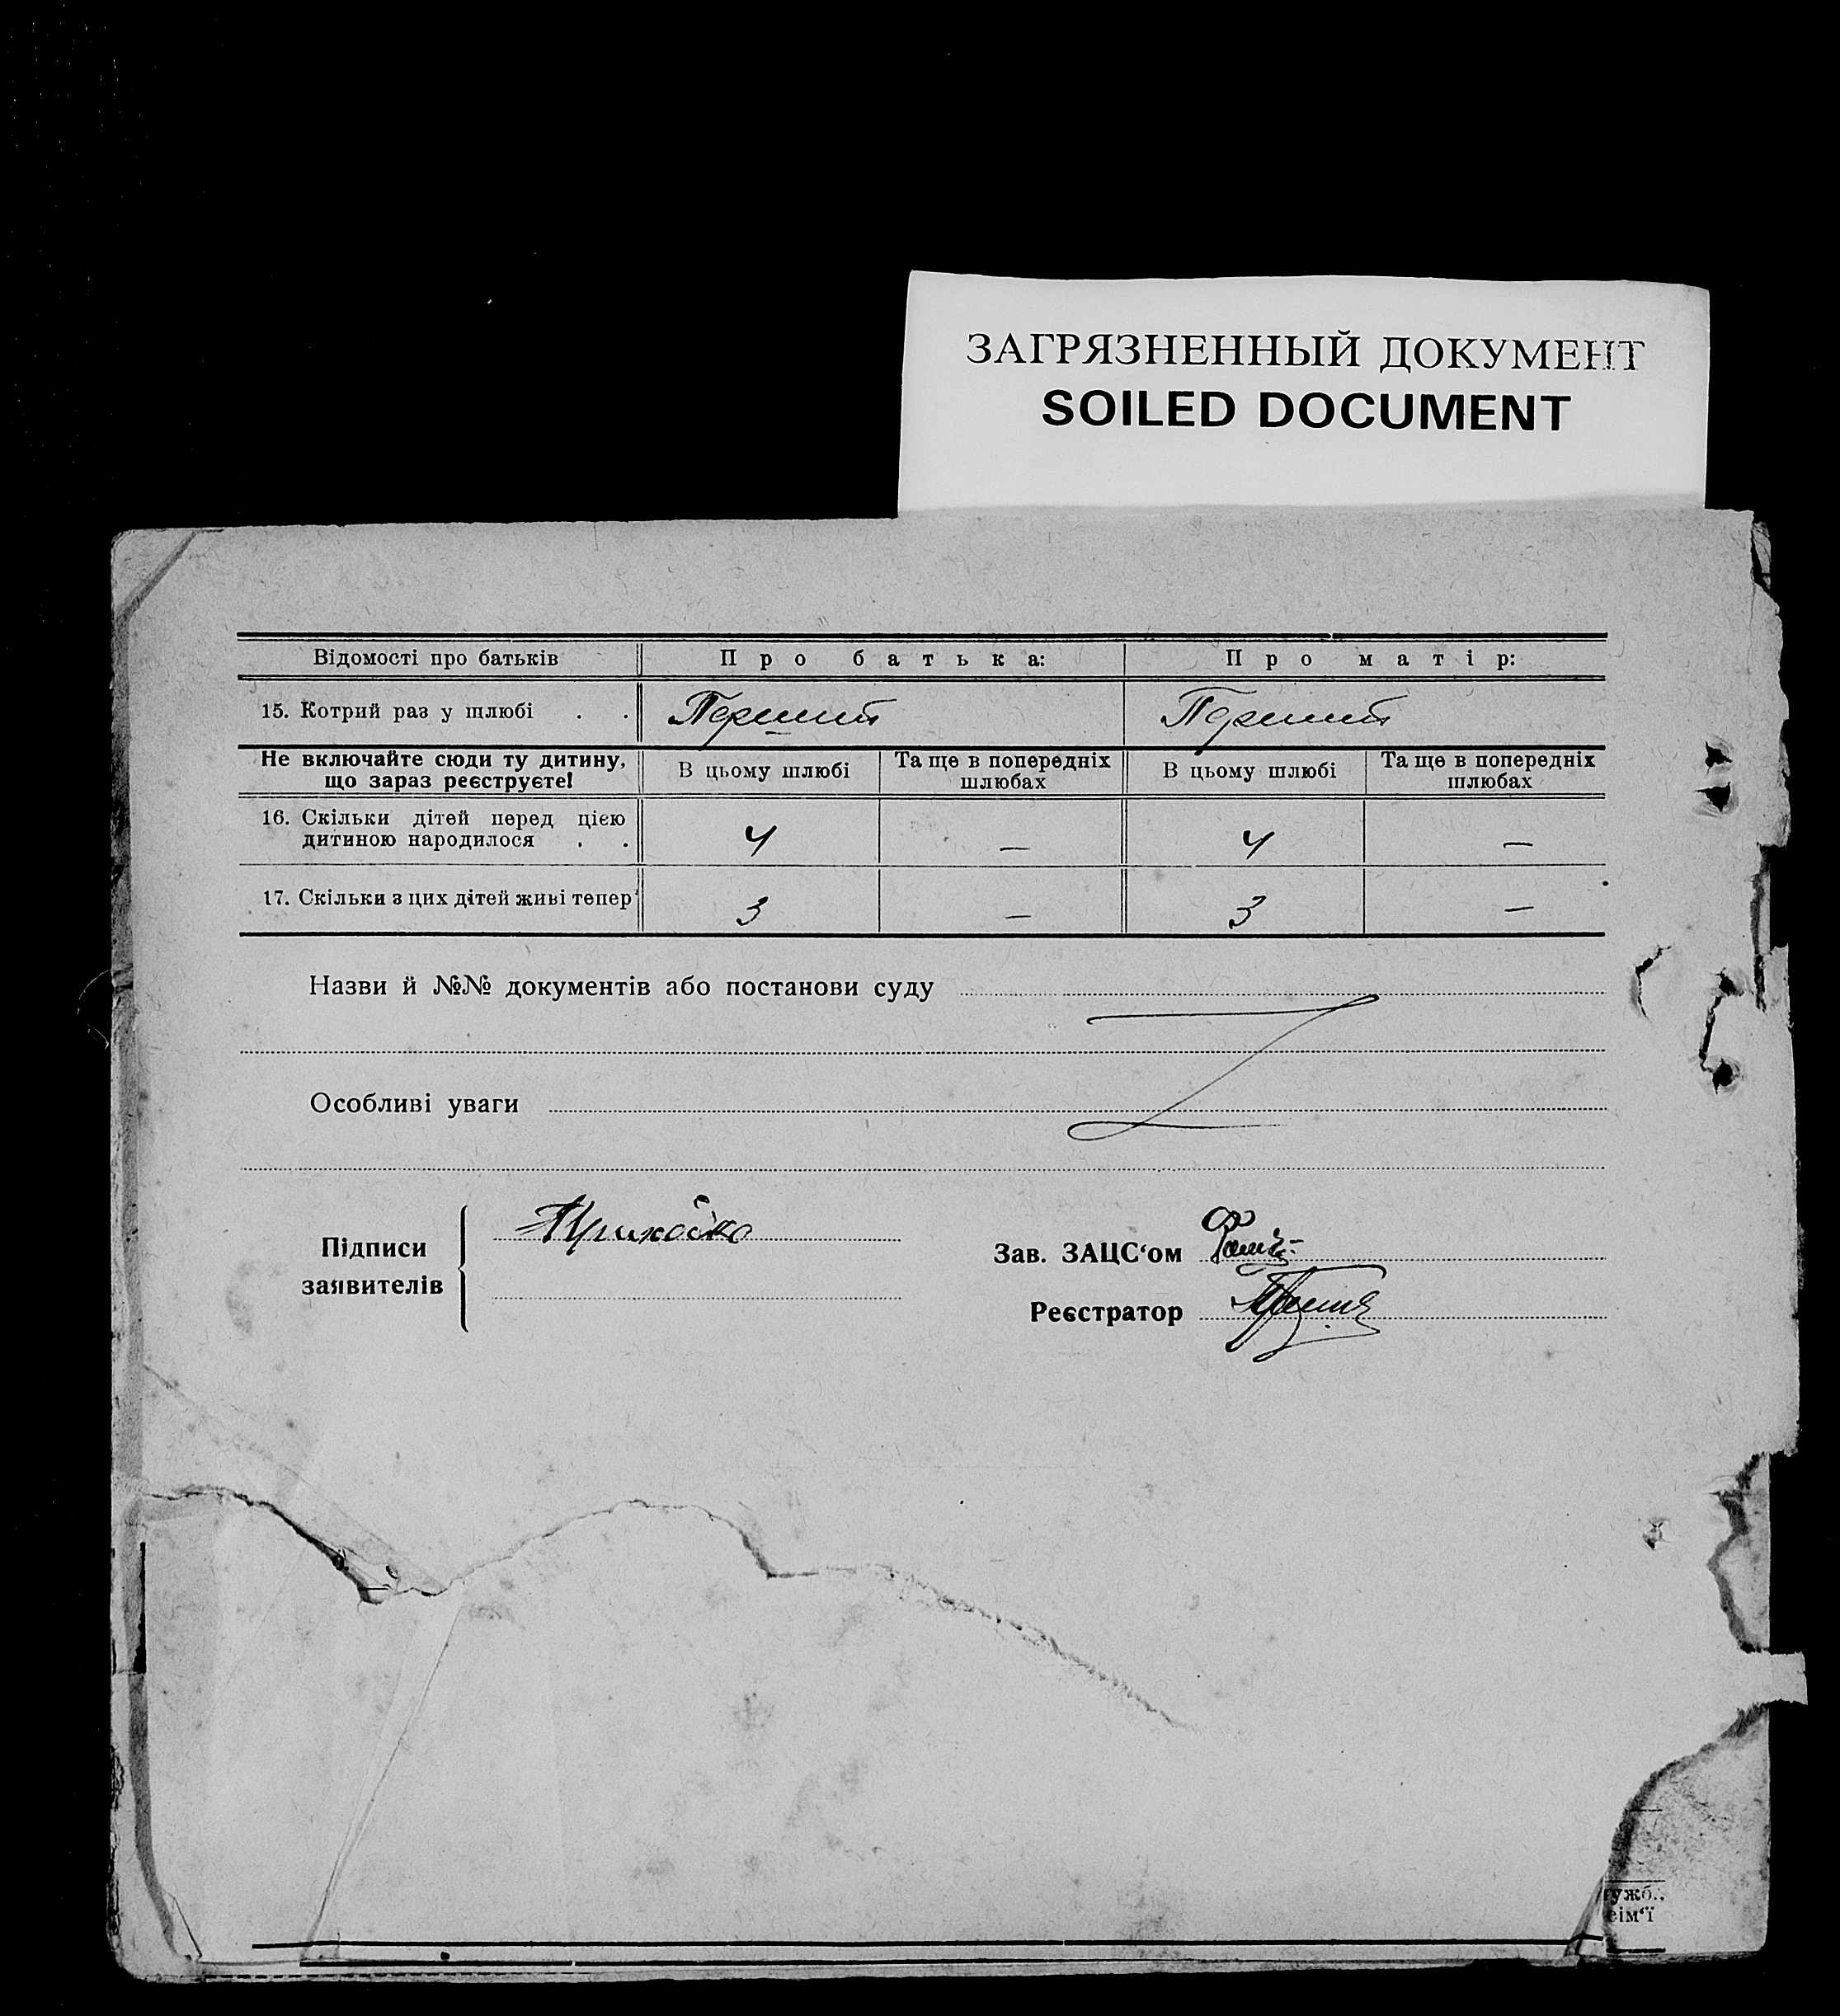 ЗАГРЯЗНЕННЫЙ ДОКУМЕНТ
SOILED DOCUMENT
Відомості про батьків Про батька: Про матір:
15. Котрий раз у шлюбі . . Перший Перший
Не включайте сюди ту дитину, що зараз реєструєте! В цьому шлюбі Та ще в попередніх шлюбах В цьому шлюбі Та ще в попередніх шлюбах
16. Скільки дітей перед цією
дитиною народилося . . 4 — 4 —
17. Скільки з цих дітей живі тепер 3 — 3 —
Назви й №№ документів або постанови суду
Особливі уваги
Підписи
заявителів
Зав. ЗАЦС‘ом
Реєстратор
ужб.,
сім‘ї